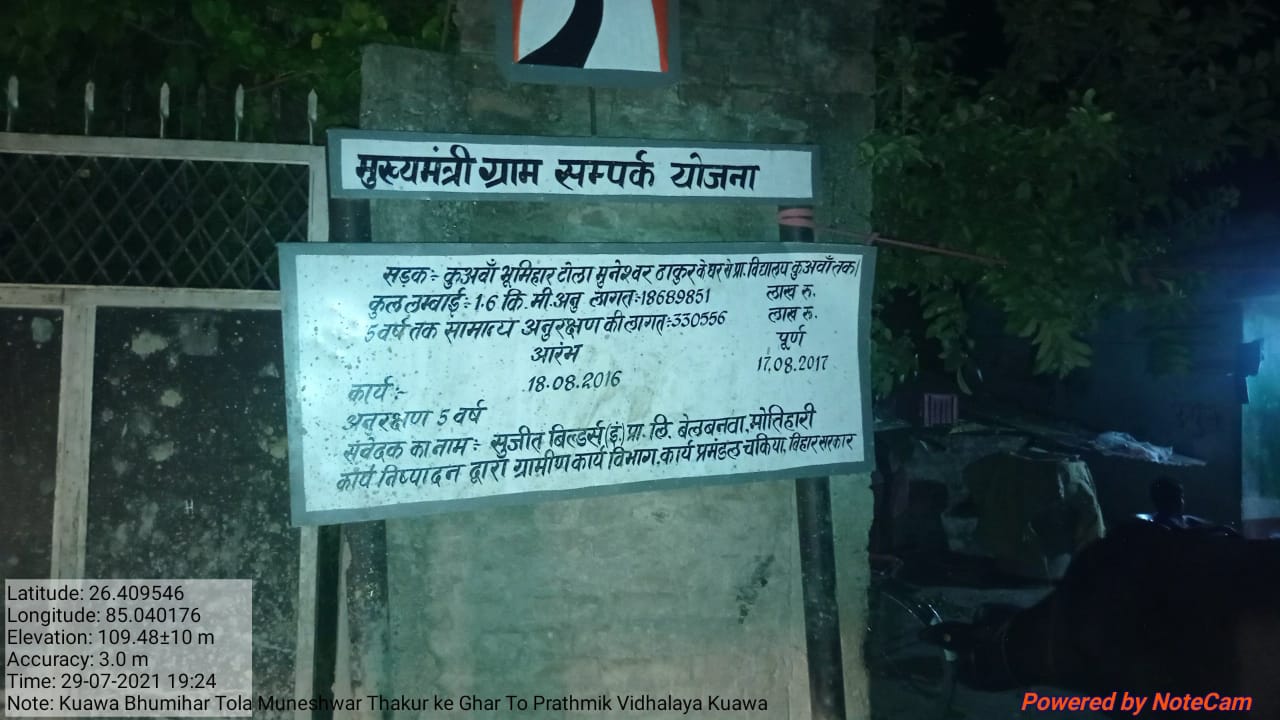 मुख्यमंत्री ग्राम सम्पर्क योजना
सड़क:- कुअवाँ भूमिहार टोला मुनेश्वर ठाकुर के घर से प्रा. विद्यालय कुअवाँ तक।
कुल लम्बाई:- 1.6 कि.मी. अनु लागत:-18689851 लाख रु.
5 वर्ष तक सामान्य अनुरक्षण की लागत:-330556 लाख रु.
आरंभ पूर्ण
कार्य:- 18.08.2016 17.08.2017
अनुरक्षण 5 वर्ष
संवेदक का नाम:- सुजीत बिल्डर्स (इं.) प्रा. लि. बेलबनवा, मोतिहारी
कार्य निष्पादन द्वारा ग्रामीण कार्य विभाग, कार्य प्रमंडल चकिया, बिहार सरकार
Latitude: 26.409546
Longitude: 85.040176
Elevation: 109.48±10 m
Accuracy: 3.0 m
Time: 29-07-2021 19:24
Note: Kuawa Bhumihar Tola Muneshwar Thakur ke Ghar To Prathmik Vidhalaya Kuawa
Powered by NoteCam